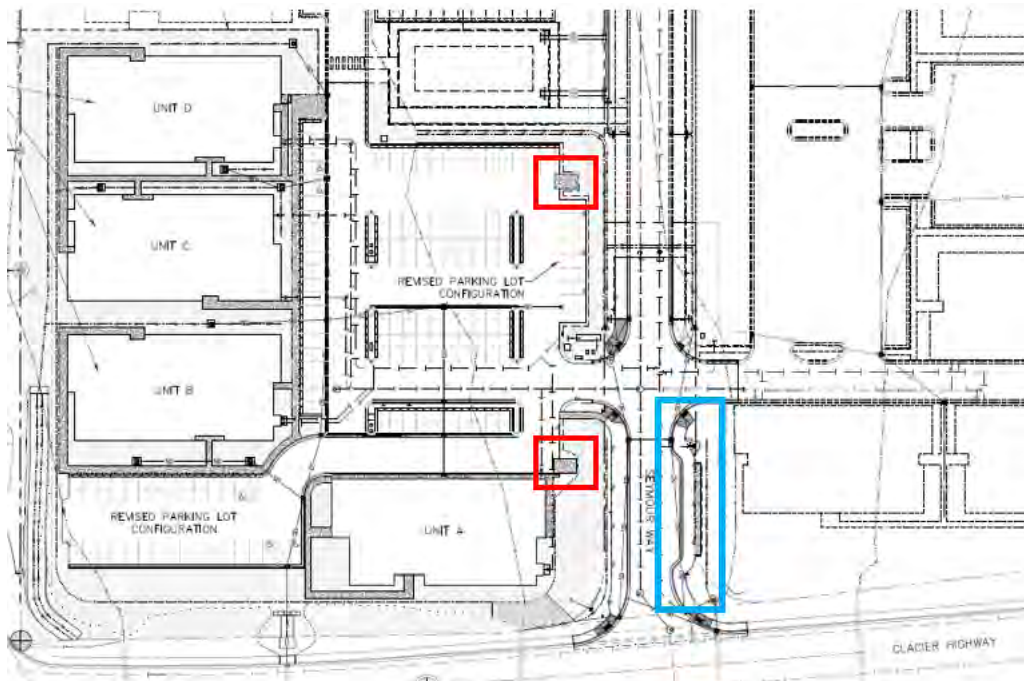 UNIT D
UNIT C
REVISED PARKING LOT
CONFIGURATION
UNIT B
SEYMOUR WAY
REVISED PARKING LOT
CONFIGURATION
UNIT A
GLACIER HIGHWAY